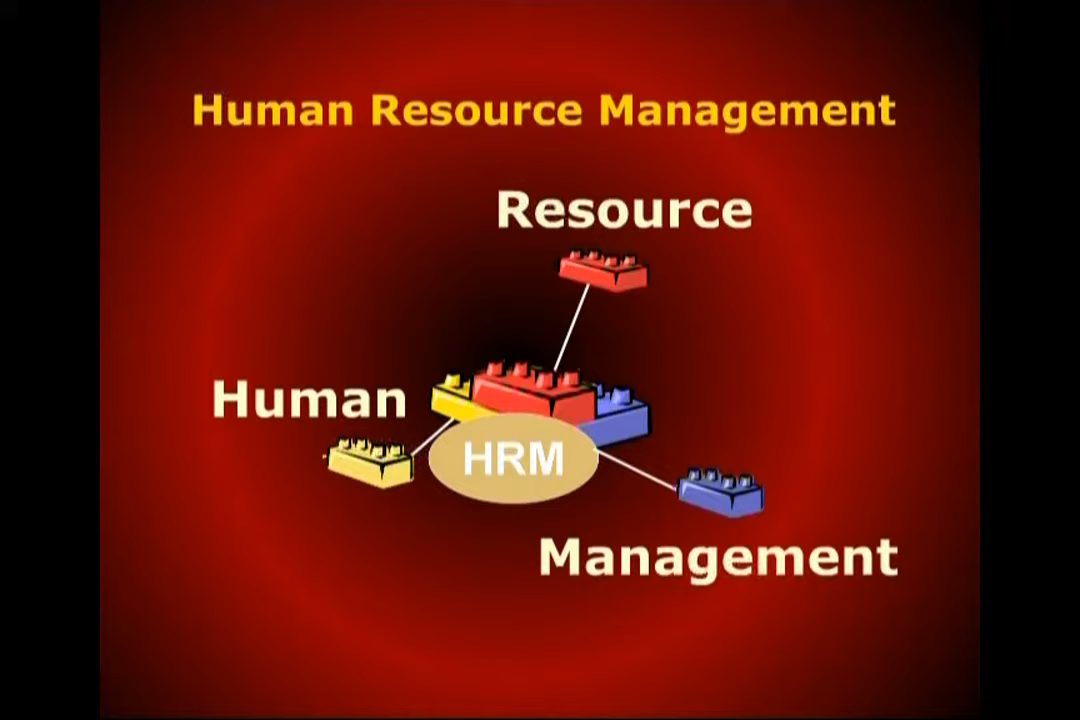 Human Resource Management
Resource
Human
HRM
Management